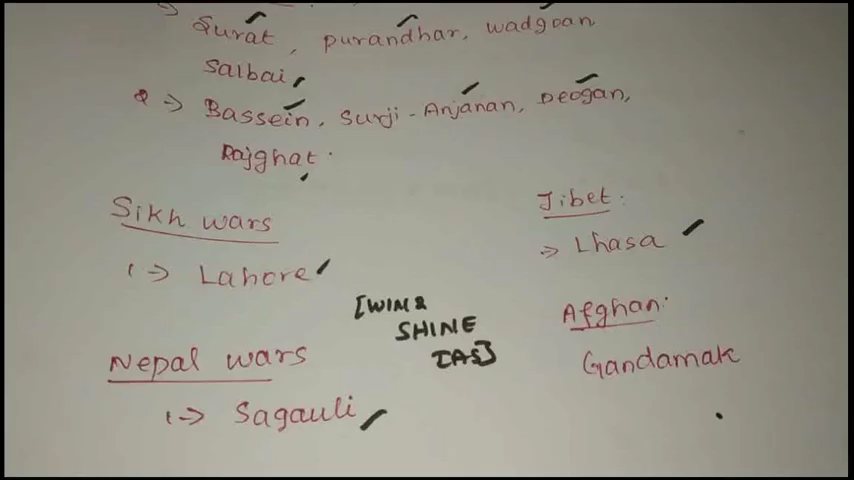 => Surat, Purandhar, Wadgoan
Salbai,
2 => Bassein, Surji-Anjanan, Deogan,
Rajghat.
Sikh wars
1 => Lahore
Nepal wars
1 => Sagauli
[WIN &
SHINE
IAS]
Tibet:
=> Lhasa
Afghan:
Gandamak